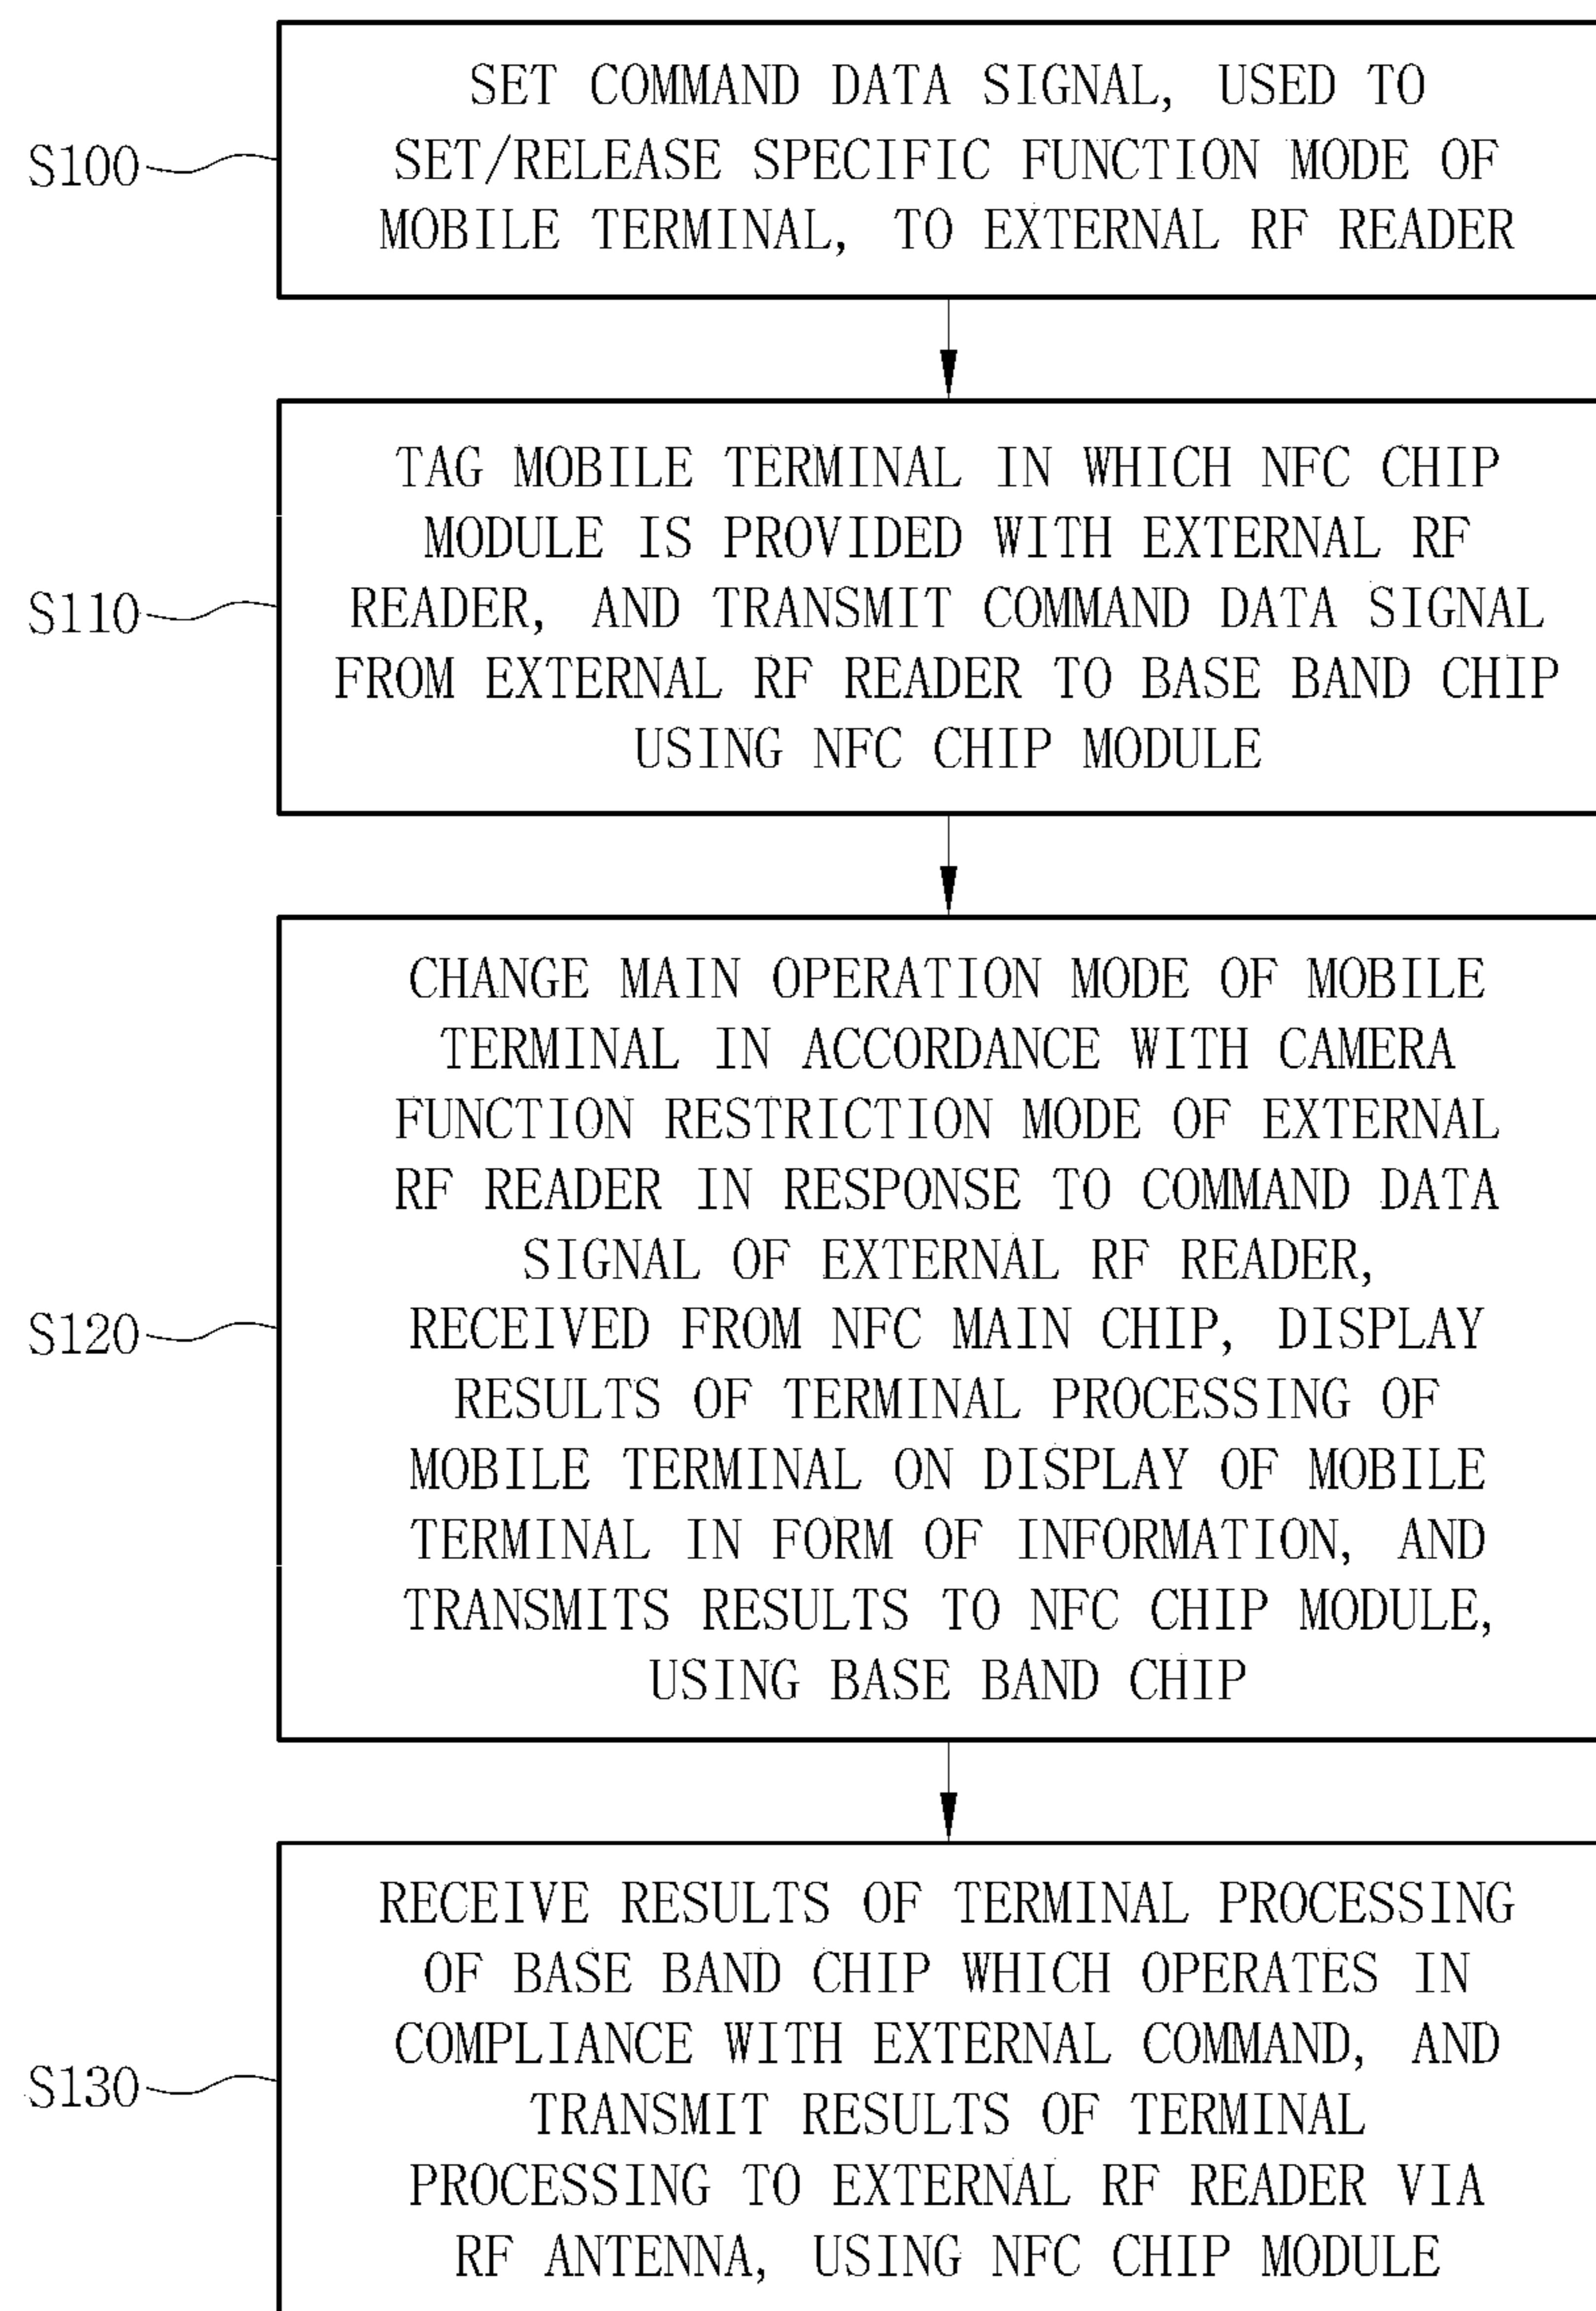 S100
SET COMMAND DATA SIGNAL, USED TO
SET/RELEASE SPECIFIC FUNCTION MODE OF
MOBILE TERMINAL, TO EXTERNAL RF READER
S110
TAG MOBILE TERMINAL IN WHICH NFC CHIP
MODULE IS PROVIDED WITH EXTERNAL RF
READER, AND TRANSMIT COMMAND DATA SIGNAL
FROM EXTERNAL RF READER TO BASE BAND CHIP
USING NFC CHIP MODULE
S120
CHANGE MAIN OPERATION MODE OF MOBILE
TERMINAL IN ACCORDANCE WITH CAMERA
FUNCTION RESTRICTION MODE OF EXTERNAL
RF READER IN RESPONSE TO COMMAND DATA
SIGNAL OF EXTERNAL RF READER,
RECEIVED FROM NFC MAIN CHIP, DISPLAY
RESULTS OF TERMINAL PROCESSING OF
MOBILE TERMINAL ON DISPLAY OF MOBILE
TERMINAL IN FORM OF INFORMATION, AND
TRANSMITS RESULTS TO NFC CHIP MODULE,
USING BASE BAND CHIP
S130
RECEIVE RESULTS OF TERMINAL PROCESSING
OF BASE BAND CHIP WHICH OPERATES IN
COMPLIANCE WITH EXTERNAL COMMAND, AND
TRANSMIT RESULTS OF TERMINAL
PROCESSING TO EXTERNAL RF READER VIA
RF ANTENNA, USING NFC CHIP MODULE